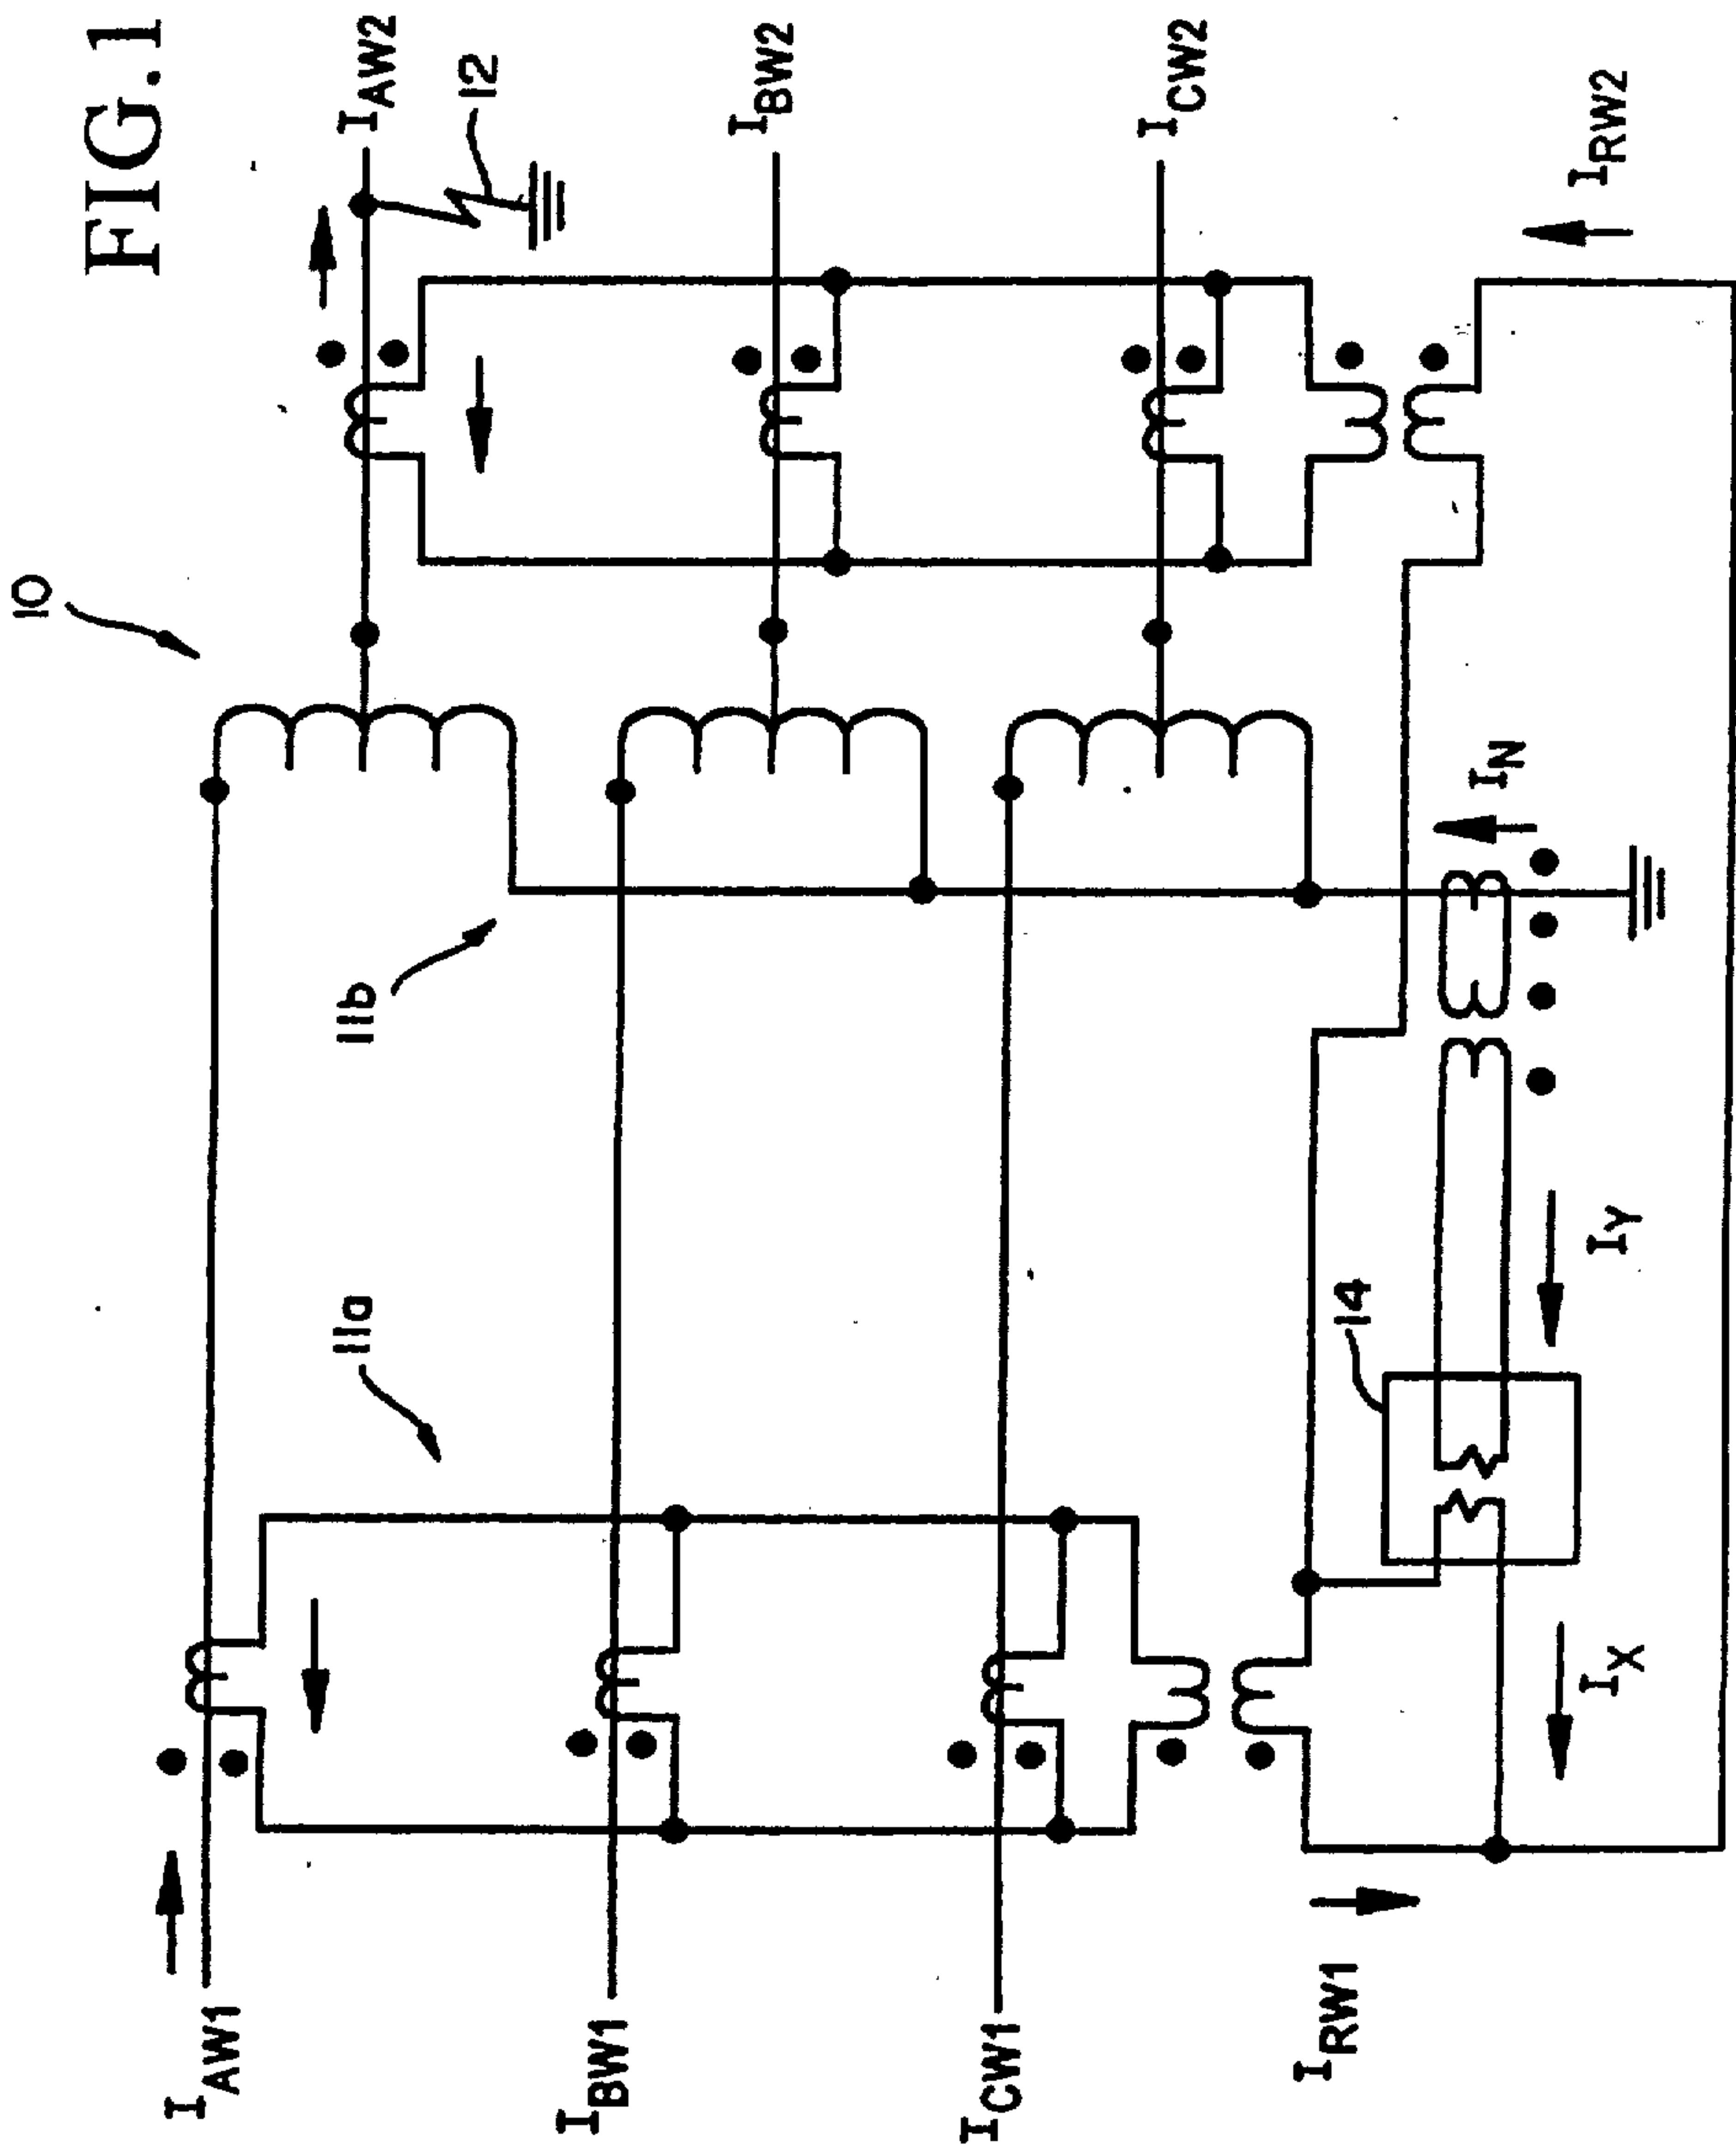 FIG.1
10
I_AW2
12
I_BW2
I_CW2
I_RW2
11b
I_N
11a
14
I_Y
I_X
I_AW1
I_BW1
I_CW1
I_RW1